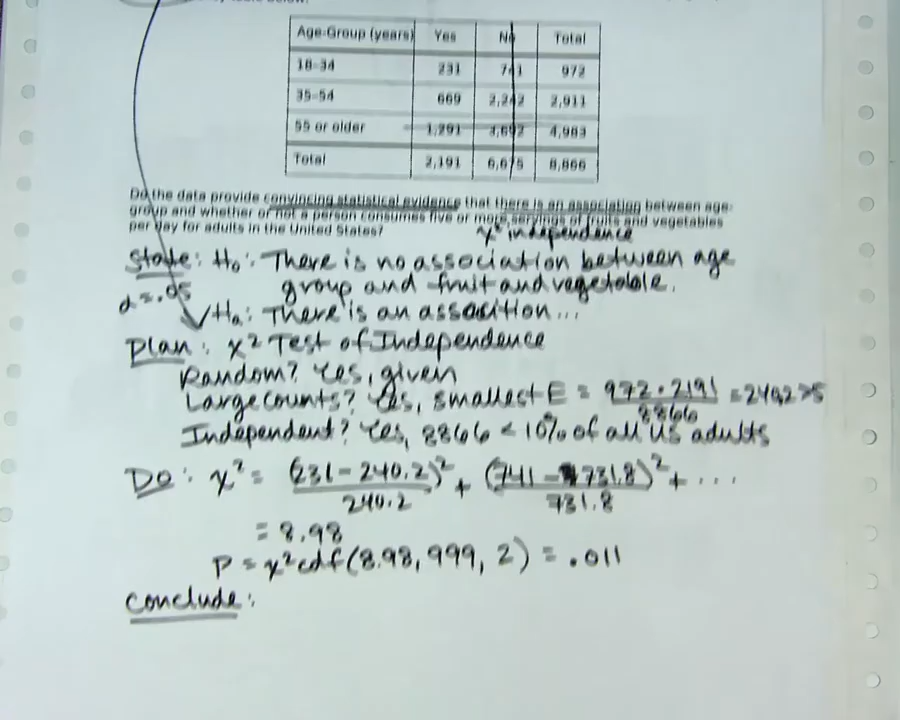 Age-Group (years) Yes No Total
18-34 231 741 972
35-54 669 2,242 2,911
55 or older 1,291 3,692 4,983
Total 2,191 6,675 8,866
Do the data provide convincing statistical evidence that there is an association between age-
group and whether or not a person consumes five or more servings of fruits and vegetables
per day for adults in the United States?
χ² independence
State: H₀: There is no association between age
group and fruit and vegetable.
α = .05
Hₐ: There is an association...
Plan: χ² Test of Independence
Random? Yes, given
Large counts? Yes, smallest E = 972·2191/8866 = 240.2 > 5
Independent? Yes, 8866 < 10% of all US adults
Do: χ² = (231 - 240.2)²/240.2 + (741 - 731.8)²/731.8 + ...
= 8.98
P = χ²cdf(8.98, 999, 2) = .011
Conclude: